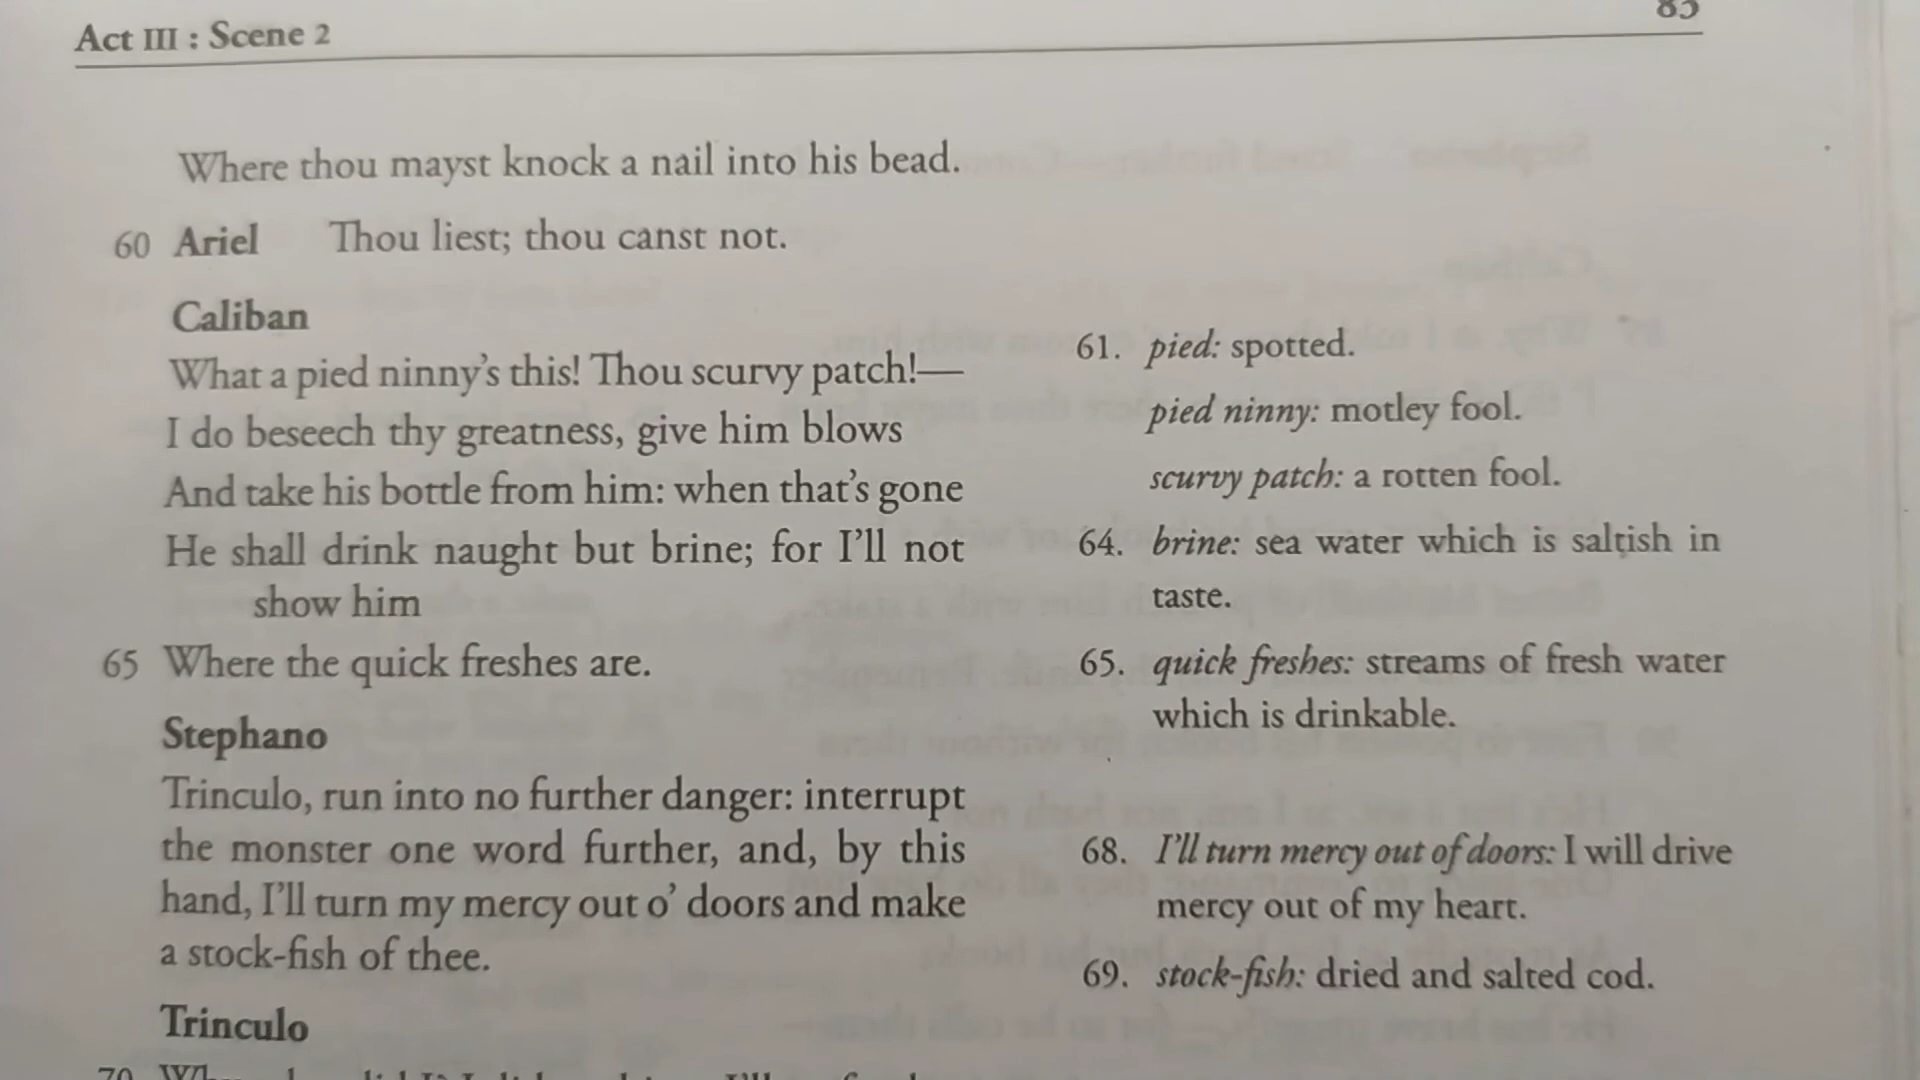 Act III : Scene 2
Where thou mayst knock a nail into his bead.
60 Ariel Thou liest; thou canst not.
Caliban
What a pied ninny's this! Thou scurvy patch!—
I do beseech thy greatness, give him blows
And take his bottle from him: when that's gone
He shall drink naught but brine; for I'll not
show him
65 Where the quick freshes are.
Stephano
Trinculo, run into no further danger: interrupt
the monster one word further, and, by this
hand, I'll turn my mercy out o' doors and make
a stock-fish of thee.
Trinculo
70
61. pied: spotted.
pied ninny: motley fool.
scurvy patch: a rotten fool.
64. brine: sea water which is saltish in
taste.
65. quick freshes: streams of fresh water
which is drinkable.
68. I'll turn mercy out of doors: I will drive
mercy out of my heart.
69. stock-fish: dried and salted cod.